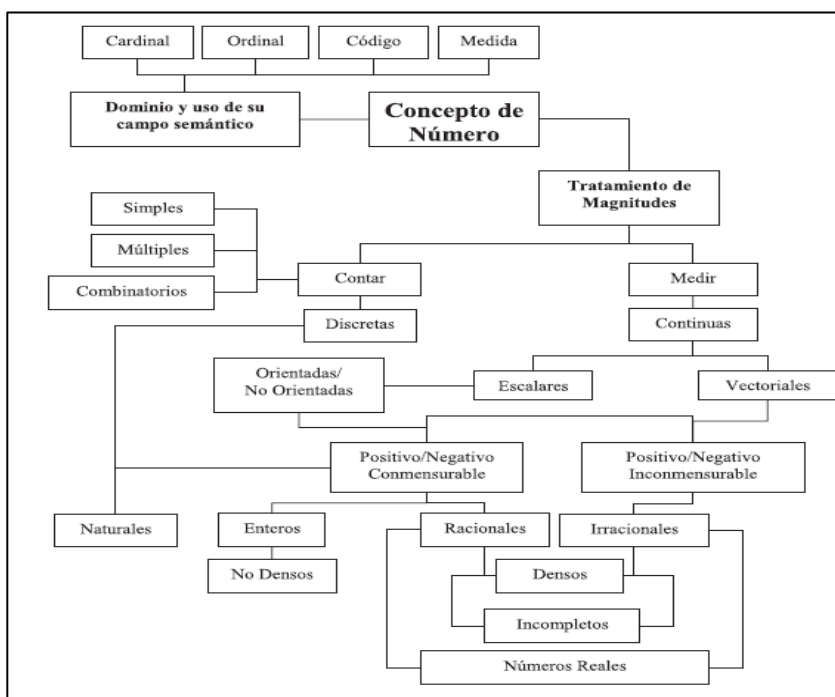 Cardinal
Ordinal
Código
Medida
Dominio y uso de su
campo semántico
Concepto de
Número
Tratamiento de
Magnitudes
Simples
Múltiples
Combinatorios
Contar
Medir
Discretas
Continuas
Orientadas/
No Orientadas
Escalares
Vectoriales
Positivo/Negativo
Conmensurable
Positivo/Negativo
Inconmensurable
Naturales
Enteros
Racionales
Irracionales
No Densos
Densos
Incompletos
Números Reales